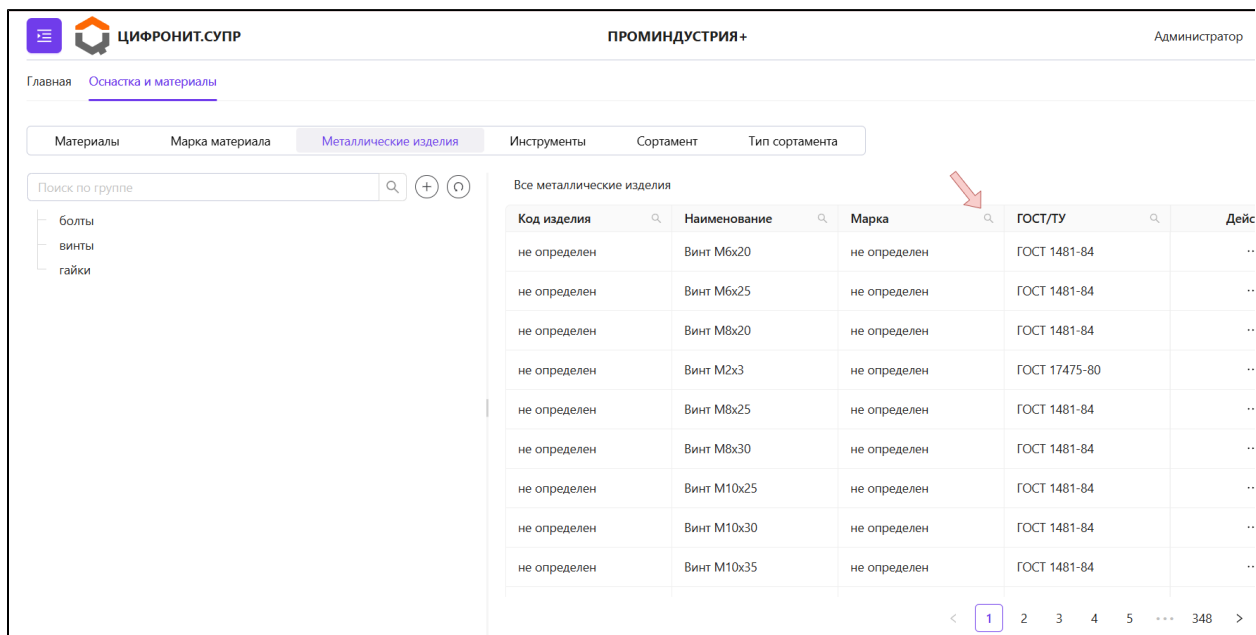 ЦИФРОНИТ.СУПР ПРОМИНДУСТРИЯ+ Администратор
Главная Оснастка и материалы
Материалы Марка материала Металлические изделия Инструменты Сортамент Тип сортамента
Поиск по группе Все металлические изделия
Код изделия Наименование Марка ГОСТ/ТУ Дейс
болты
винты
гайки
не определен Винт М6х20 не определен ГОСТ 1481-84
не определен Винт М6х25 не определен ГОСТ 1481-84
не определен Винт М8х20 не определен ГОСТ 1481-84
не определен Винт М2х3 не определен ГОСТ 17475-80
не определен Винт М8х25 не определен ГОСТ 1481-84
не определен Винт М8х30 не определен ГОСТ 1481-84
не определен Винт М10х25 не определен ГОСТ 1481-84
не определен Винт М10х30 не определен ГОСТ 1481-84
не определен Винт М10х35 не определен ГОСТ 1481-84
< 1 2 3 4 5 ••• 348 >